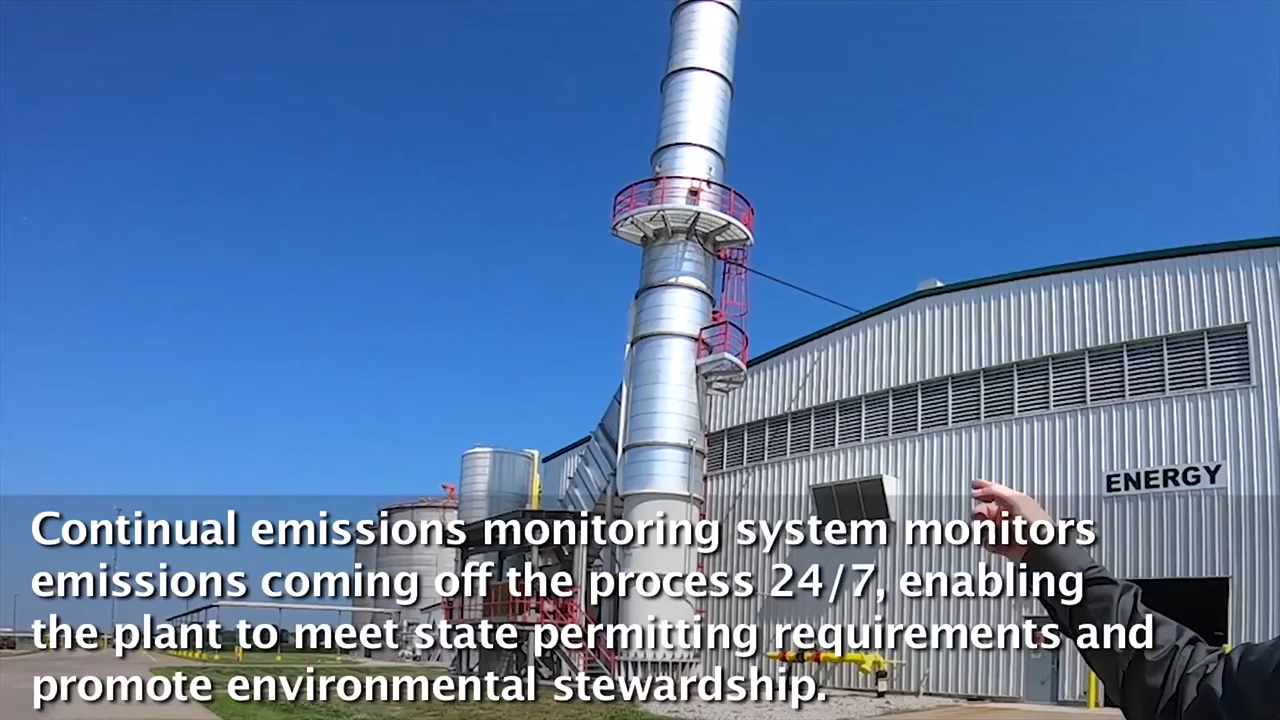 ENERGY
Continual emissions monitoring system monitors
emissions coming off the process 24/7, enabling
the plant to meet state permitting requirements and
promote environmental stewardship.